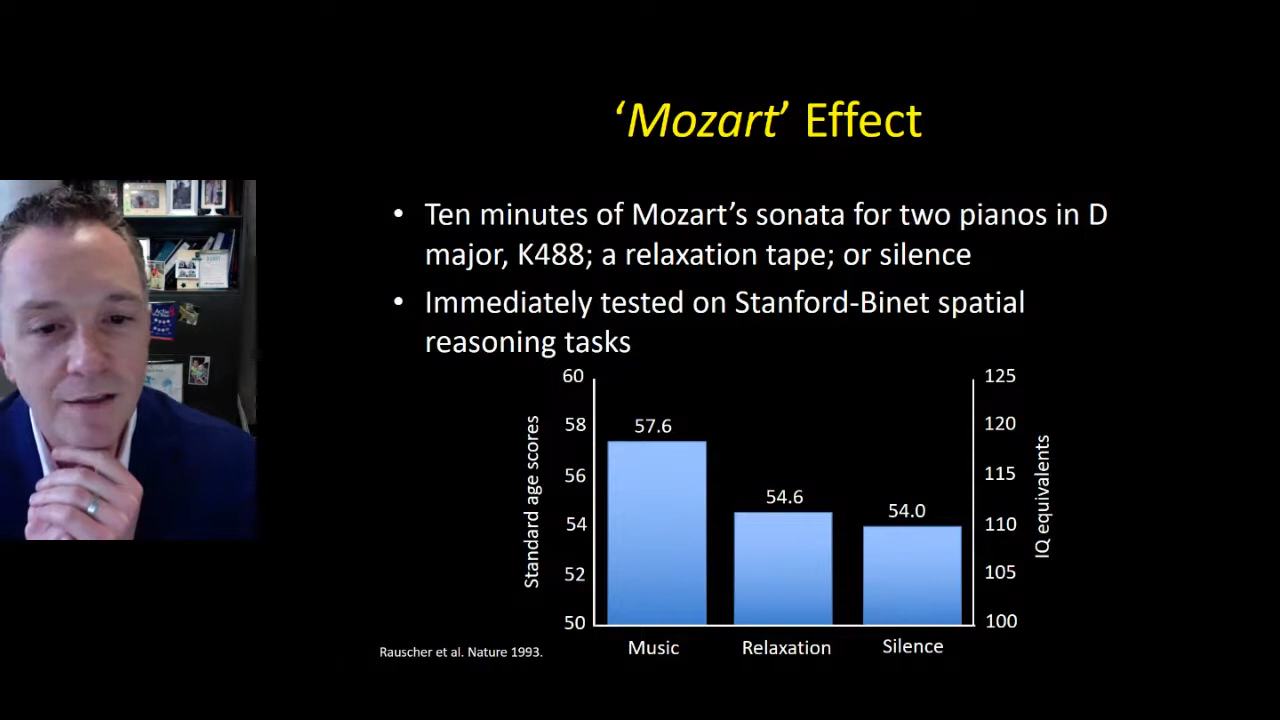 ‘Mozart’ Effect
• Ten minutes of Mozart’s sonata for two pianos in D
major, K488; a relaxation tape; or silence
• Immediately tested on Stanford-Binet spatial
reasoning tasks
60
58
56
54
52
50
Standard age scores
57.6
54.6
54.0
125
120
115
110
105
100
IQ equivalents
Music
Relaxation
Silence
Rauscher et al. Nature 1993.